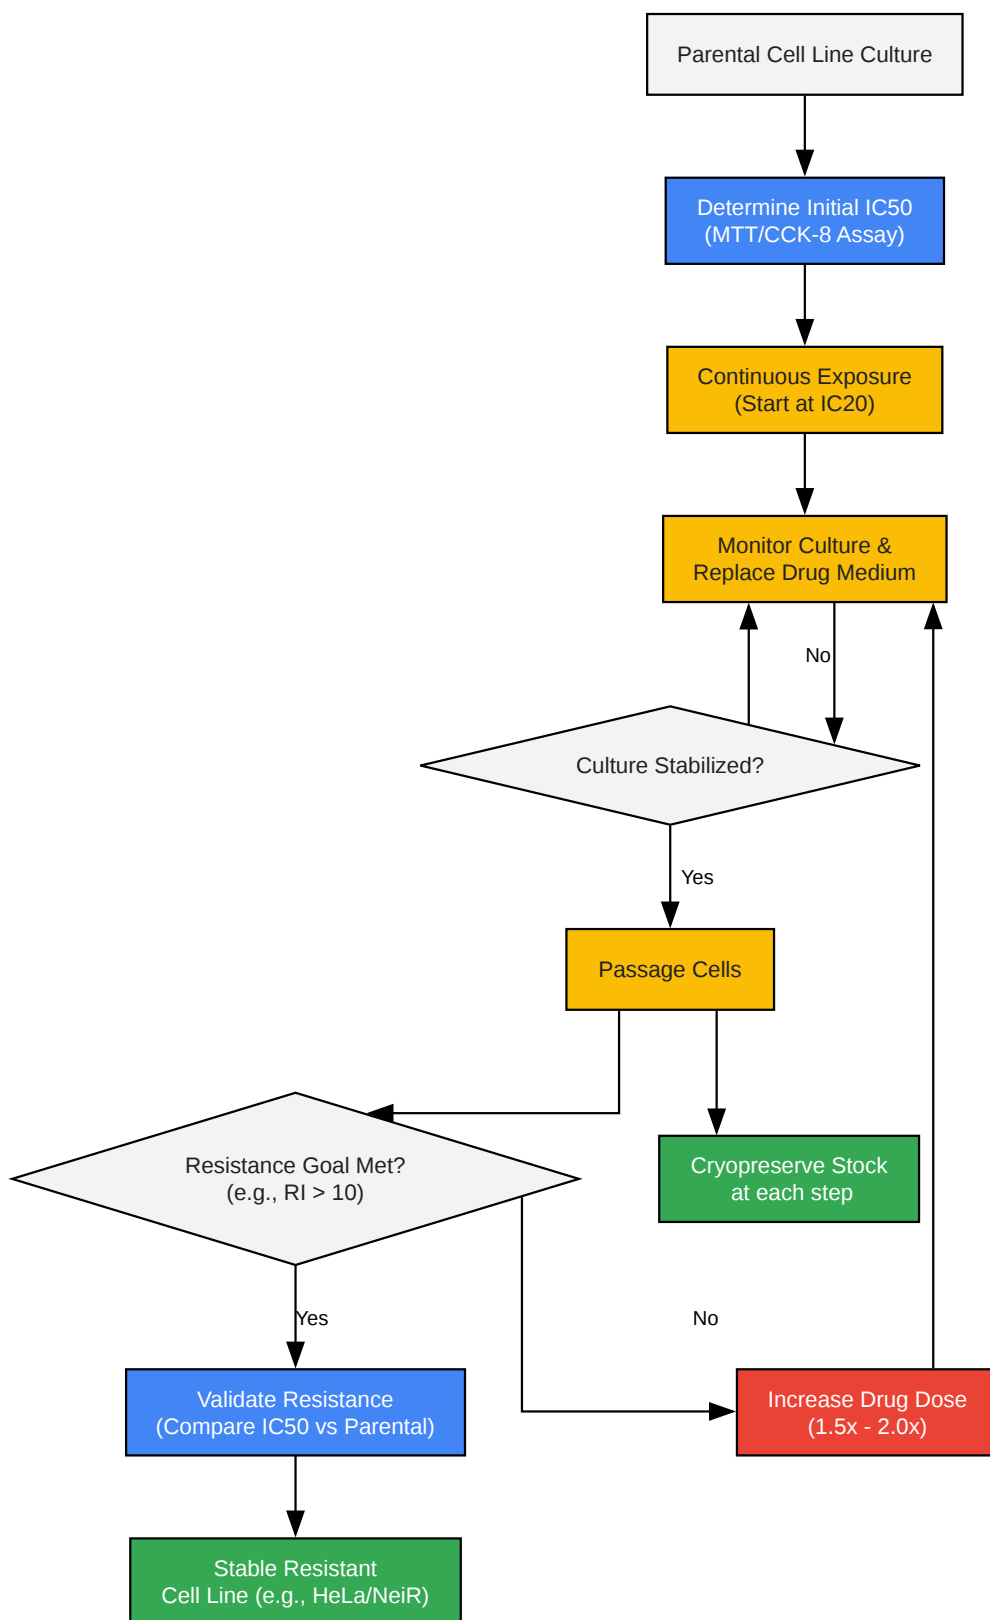 Parental Cell Line Culture
Determine Initial IC50
(MTT/CCK-8 Assay)
Continuous Exposure
(Start at IC20)
Monitor Culture &
Replace Drug Medium
No
Culture Stabilized?
Yes
Passage Cells
Resistance Goal Met?
(e.g., RI > 10)
Cryopreserve Stock
at each step
Yes
No
Validate Resistance
(Compare IC50 vs Parental)
Increase Drug Dose
(1.5x - 2.0x)
Stable Resistant
Cell Line (e.g., HeLa/NeiR)